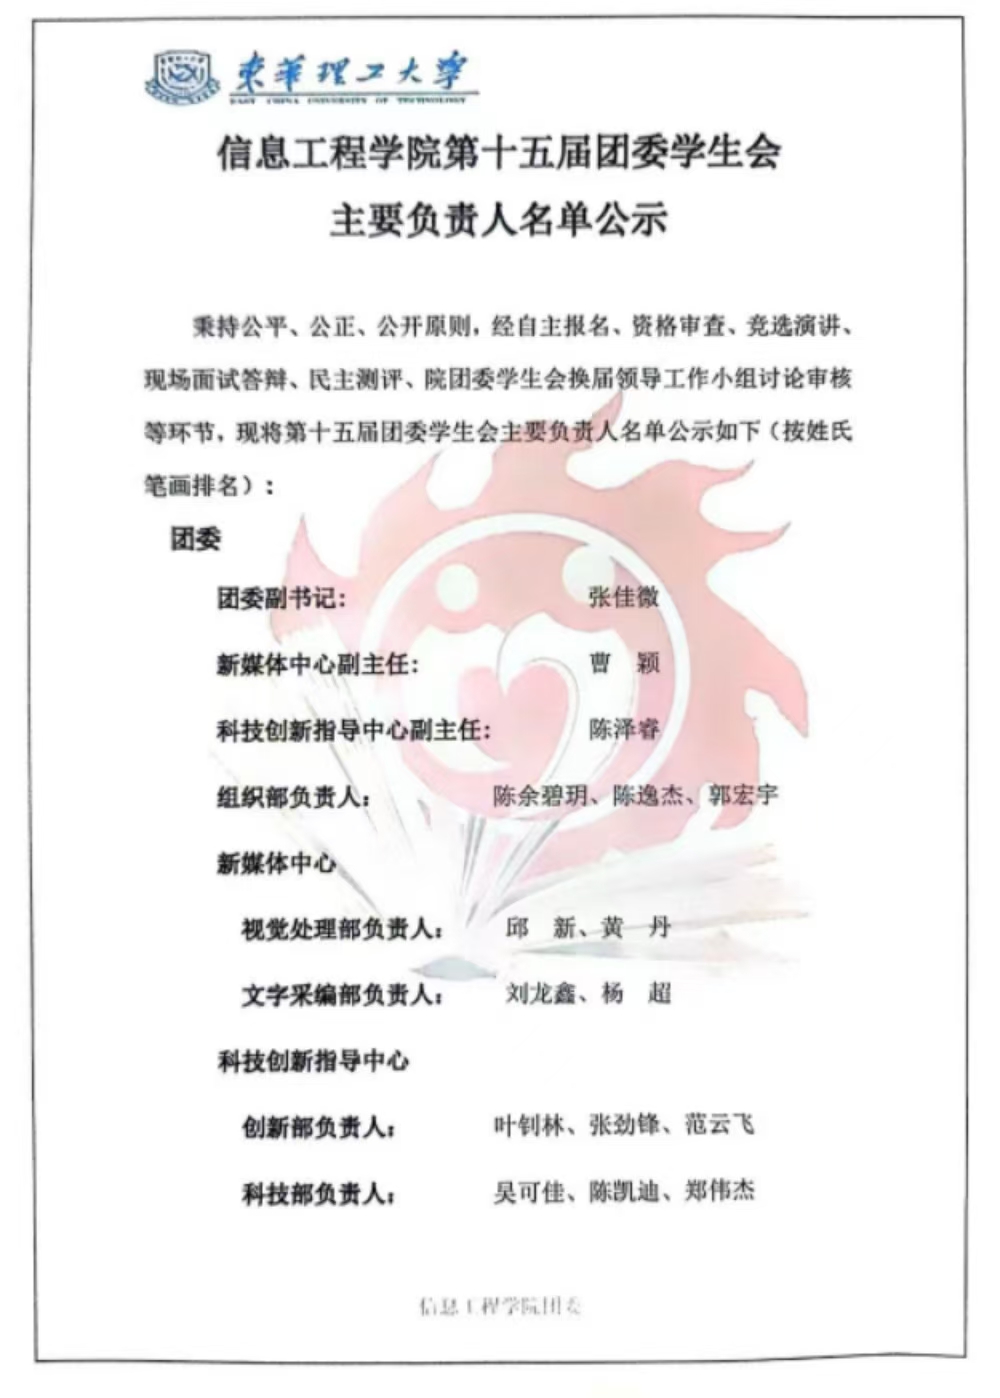 東華理工大學
EAST CHINA UNIVERSITY OF TECHNOLOGY
信息工程学院第十五届团委学生会
主要负责人名单公示
秉持公平、公正、公开原则，经自主报名、资格审查、竞选演讲、
现场面试答辩、民主测评、院团委学生会换届领导工作小组讨论审核
等环节，现将第十五届团委学生会主要负责人名单公示如下（按姓氏
笔画排名）：
团委
团委副书记： 张佳微
新媒体中心副主任： 曹 颖
科技创新指导中心副主任： 陈泽睿
组织部负责人： 陈余碧玥、陈逸杰、郭宏宇
新媒体中心
视觉处理部负责人： 邱 新、黄 丹
文字采编部负责人： 刘龙鑫、杨 超
科技创新指导中心
创新部负责人： 叶钊林、张劲锋、范云飞
科技部负责人： 吴可佳、陈凯迪、郑伟杰
信息工程学院团委